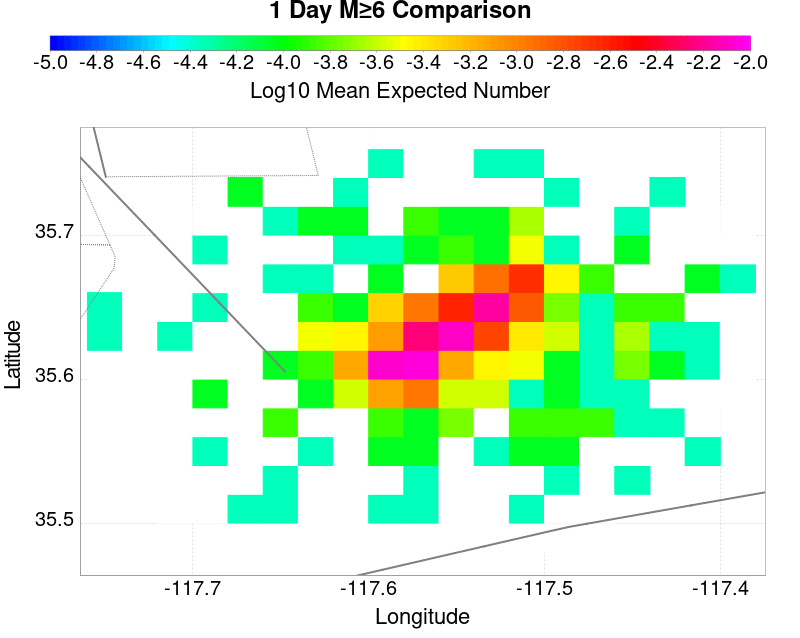 1 Day M≥6 Comparison
-5.0 -4.8 -4.6 -4.4 -4.2 -4.0 -3.8 -3.6 -3.4 -3.2 -3.0 -2.8 -2.6 -2.4 -2.2 -2.0
Log10 Mean Expected Number
35.7
35.6
35.5
Latitude
-117.7 -117.6 -117.5 -117.4
Longitude